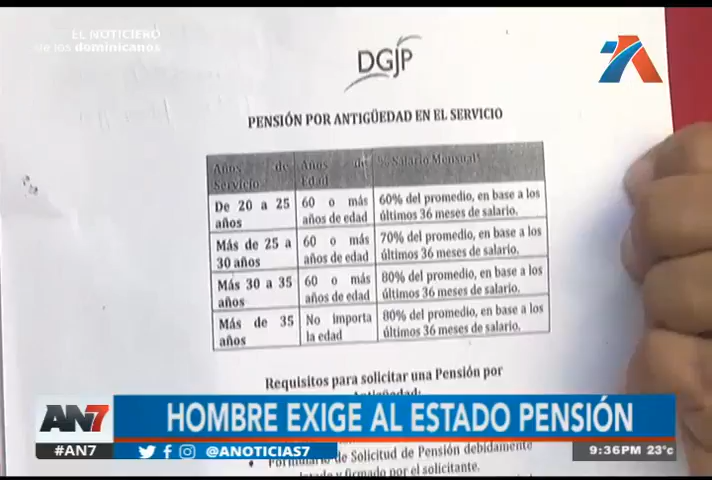 EL NOTICIERO
de los dominicanos
DGJP
PENSIÓN POR ANTIGÜEDAD EN EL SERVICIO
Años de Servicio
Años de Edad
% Salario Mensual*
De 20 a 25 años
60 o más años de edad
60% del promedio, en base a los últimos 36 meses de salario.
Más de 25 a 30 años
60 o más años de edad
70% del promedio, en base a los últimos 36 meses de salario.
Más 30 a 35 años
60 o más años de edad
80% del promedio, en base a los últimos 36 meses de salario.
Más de 35 años
No importa la edad
80% del promedio, en base a los últimos 36 meses de salario.
Requisitos para solicitar una Pensión por
AN7 HOMBRE EXIGE AL ESTADO PENSIÓN
#AN7 @ANOTICIAS7 9:36PM 23°C
de Solicitud de Pensión debidamente
y firmado por el solicitante.